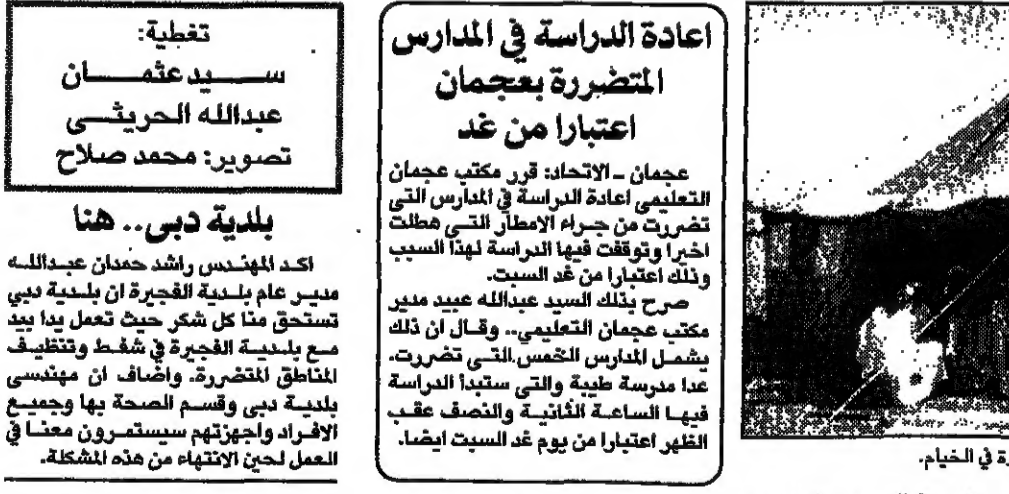 رة في الخيام.
اعادة الدراسة في المدارس
المتضررة بعجمان
اعتبارا من غد
عجمان ـ الاتحاد: قرر مكتب عجمان
التعليمي اعادة الدراسة في المدارس التي
تضررت من جراء الامطار التي هطلت
اخيرا وتوقفت فيها الدراسة لهذا السبب
وذلك اعتبارا من غد السبت.
صرح بذلك السيد عبدالله عبيد مدير
مكتب عجمان التعليمي.. وقال ان ذلك
يشمل المدارس الخمس التي تضررت.
عدا مدرسة طيبة والتي ستبدأ الدراسة
فيها الساعة الثانية والنصف عقب
الظهر اعتبارا من يوم غد السبت ايضا.
تغطية:
سيد عثمان
عبدالله الحريثي
تصوير: محمد صلاح
بلدية دبي.. هنا
اكد المهندس راشد حمدان عبدالله
مدير عام بلدية الفجيرة ان بلدية دبي
تستحق منا كل شكر حيث تعمل يدا بيد
مع بلدية الفجيرة في شفط وتنظيف
المناطق المتضررة. واضاف ان مهندسي
بلدية دبي وقسم الصحة بها وجميع
الافراد واجهزتهم سيستمرون معنا في
العمل لحين الانتهاء من هذه المشكلة.